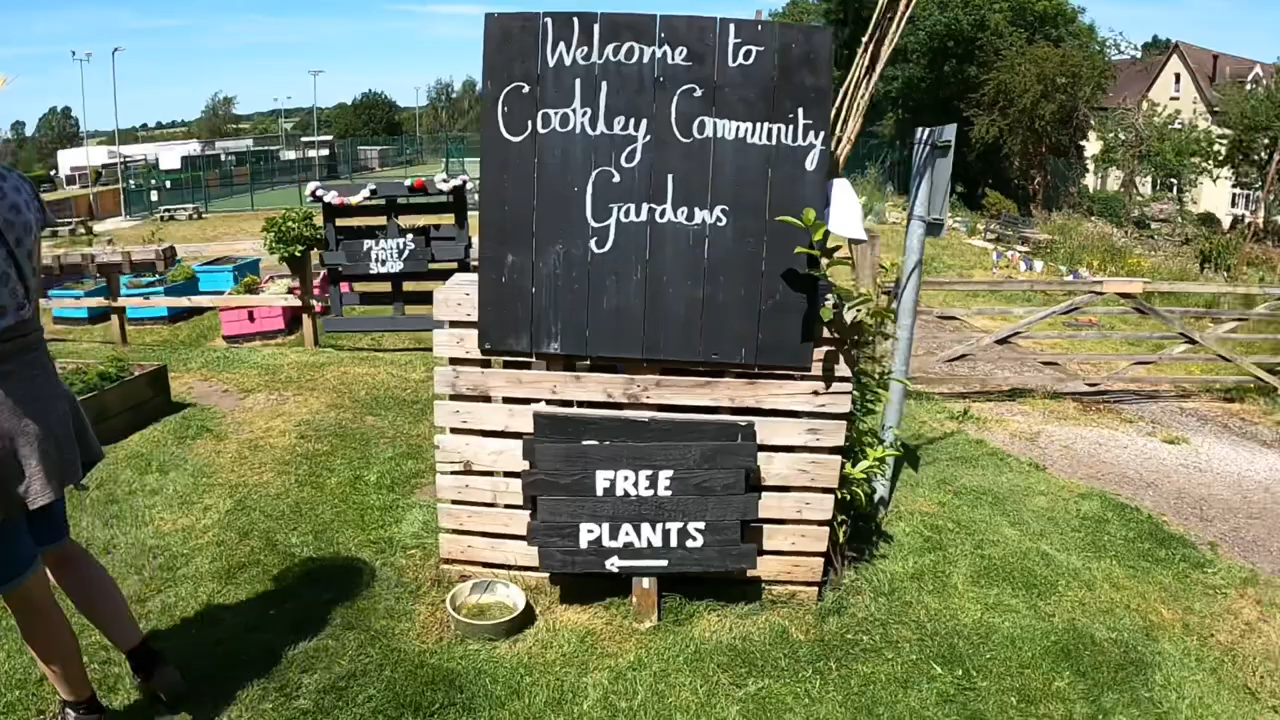 Welcome to
Cookley Community
Gardens
PLANTS
FREE/
SWOP
FREE
PLANTS